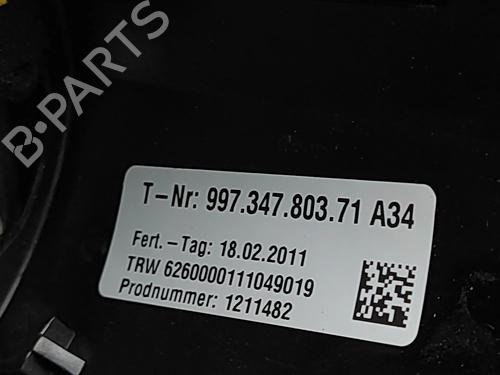 B-PARTS
T-Nr: 997.347.803.71 A34
Fert.-Tag: 18.02.2011
TRW 6260000111049019
Prodnummer: 1211482